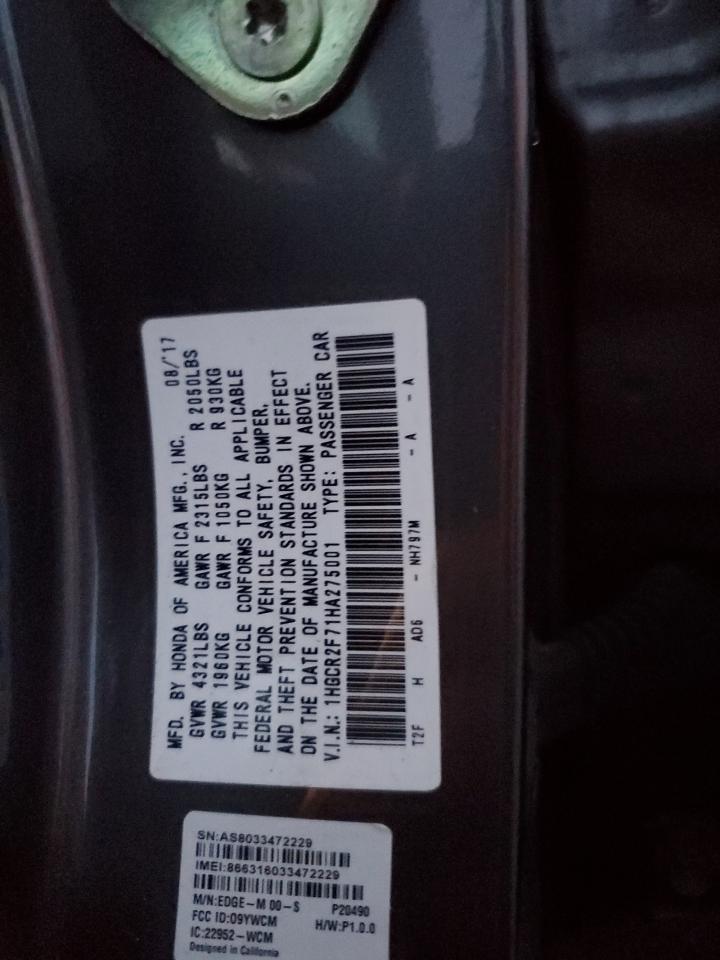 MFD. BY HONDA OF AMERICA MFG., INC. 08/'17
GVWR 4321LBS GAWR F 2315LBS R 2050LBS
GVWR 1960KG GAWR F 1050KG R 930KG
THIS VEHICLE CONFORMS TO ALL APPLICABLE
FEDERAL MOTOR VEHICLE SAFETY, BUMPER,
AND THEFT PREVENTION STANDARDS IN EFFECT
ON THE DATE OF MANUFACTURE SHOWN ABOVE.
V.I.N.: 1HGCR2F71HA275001 TYPE: PASSENGER CAR
T2F H AD6 - NH797M - A - A
SN:AS8033472229
IMEI:866316033472229
M/N:EDGE-M 00-S P20490
FCC ID:O9YWCM H/W:P1.0.0
IC:22952-WCM
Designed in California